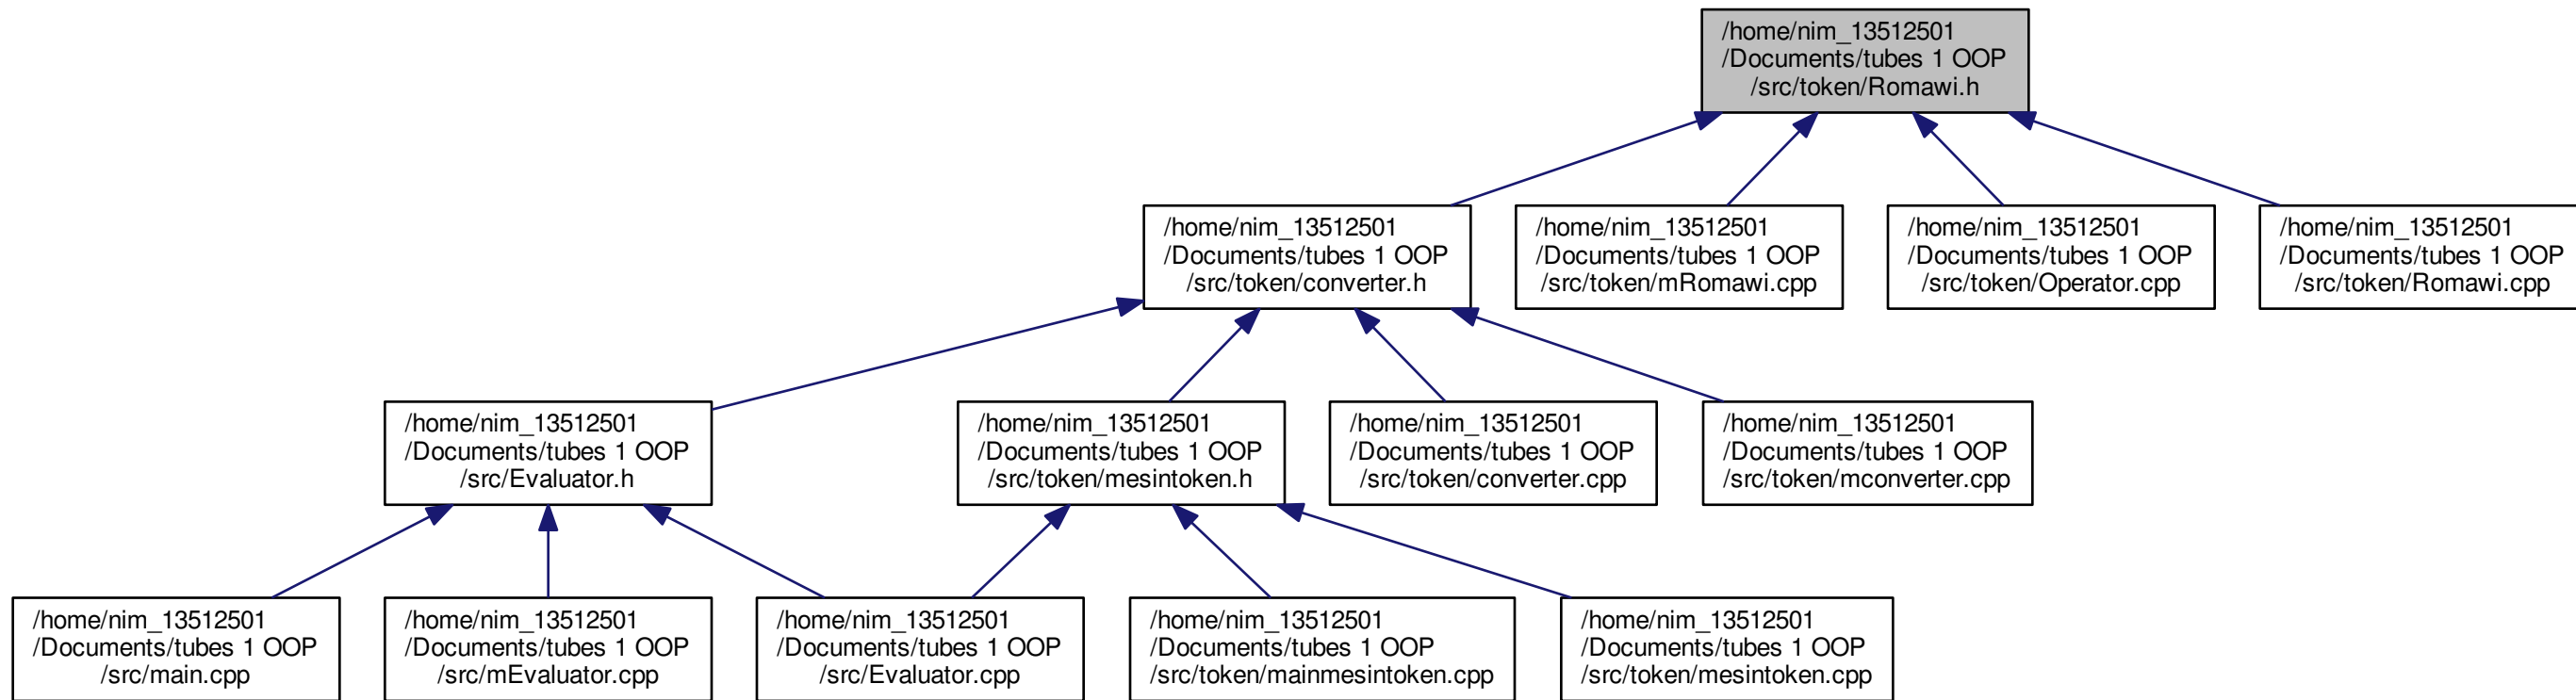 /home/nim_13512501
/Documents/tubes 1 OOP
/src/token/Romawi.h
/home/nim_13512501
/Documents/tubes 1 OOP
/src/token/converter.h
/home/nim_13512501
/Documents/tubes 1 OOP
/src/token/mRomawi.cpp
/home/nim_13512501
/Documents/tubes 1 OOP
/src/token/Operator.cpp
/home/nim_13512501
/Documents/tubes 1 OOP
/src/token/Romawi.cpp
/home/nim_13512501
/Documents/tubes 1 OOP
/src/Evaluator.h
/home/nim_13512501
/Documents/tubes 1 OOP
/src/token/mesintoken.h
/home/nim_13512501
/Documents/tubes 1 OOP
/src/token/converter.cpp
/home/nim_13512501
/Documents/tubes 1 OOP
/src/token/mconverter.cpp
/home/nim_13512501
/Documents/tubes 1 OOP
/src/main.cpp
/home/nim_13512501
/Documents/tubes 1 OOP
/src/mEvaluator.cpp
/home/nim_13512501
/Documents/tubes 1 OOP
/src/Evaluator.cpp
/home/nim_13512501
/Documents/tubes 1 OOP
/src/token/mainmesintoken.cpp
/home/nim_13512501
/Documents/tubes 1 OOP
/src/token/mesintoken.cpp